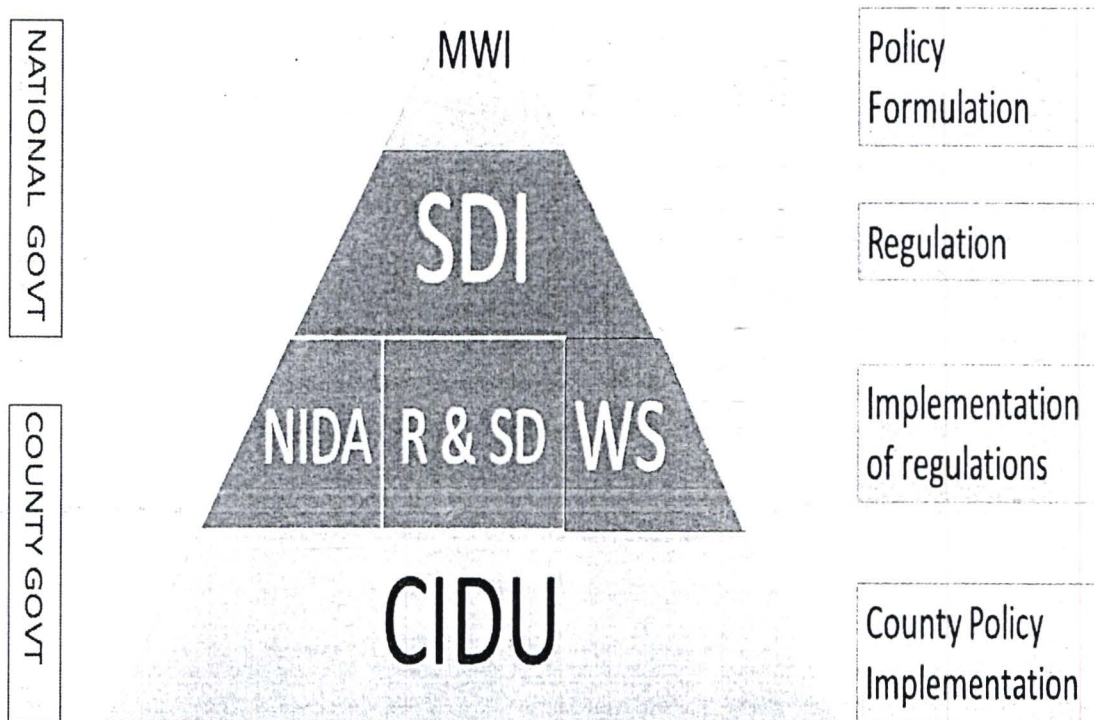 NATIONAL GOVT
COUNTY GOVT
MWI
SDI
NIDA
R & SD
WS
CIDU
Policy
Formulation
Regulation
Implementation
of regulations
County Policy
Implementation